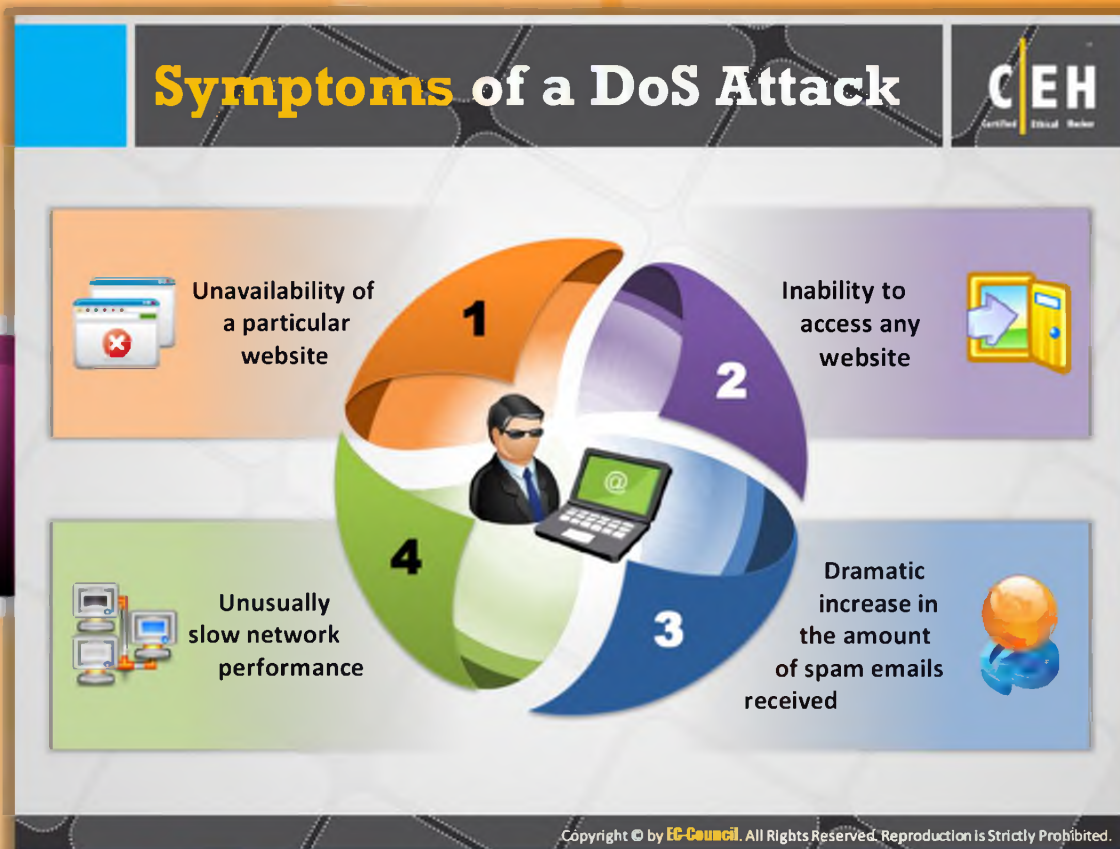 Symptoms of a DoS Attack
C|EH
Certified Ethical Hacker
Unavailability of
a particular
website
1
Inability to
access any
website
2
@
Unusually
slow network
performance
4
Dramatic
increase in
the amount
of spam emails
received
3
Copyright © by EC-Council. All Rights Reserved. Reproduction is Strictly Prohibited.